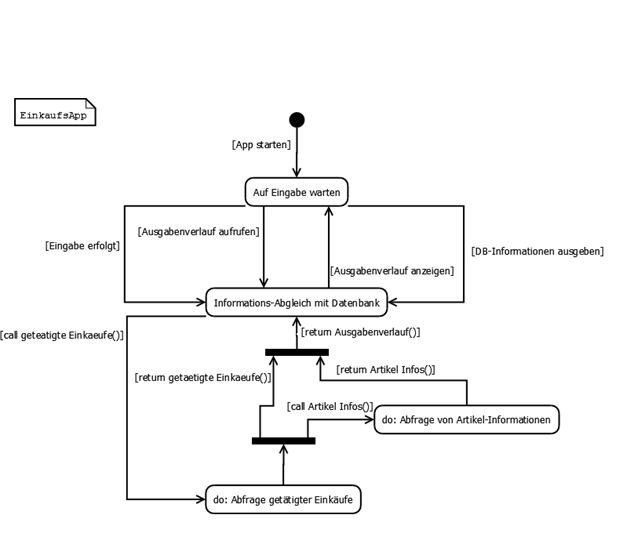 EinkaufsApp
[App starten]
Auf Eingabe warten
[Ausgabenverlauf aufrufen]
[Eingabe erfolgt]
[DB-Informationen ausgeben]
[Ausgabenverlauf anzeigen]
Informations-Abgleich mit Datenbank
[call geteatigte Einkaeufe()]
[return Ausgabenverlauf()]
[return getaetigte Einkaeufe()]
[return Artikel Infos()]
[call Artikel Infos()]
do: Abfrage von Artikel-Informationen
do: Abfrage getätigter Einkäufe